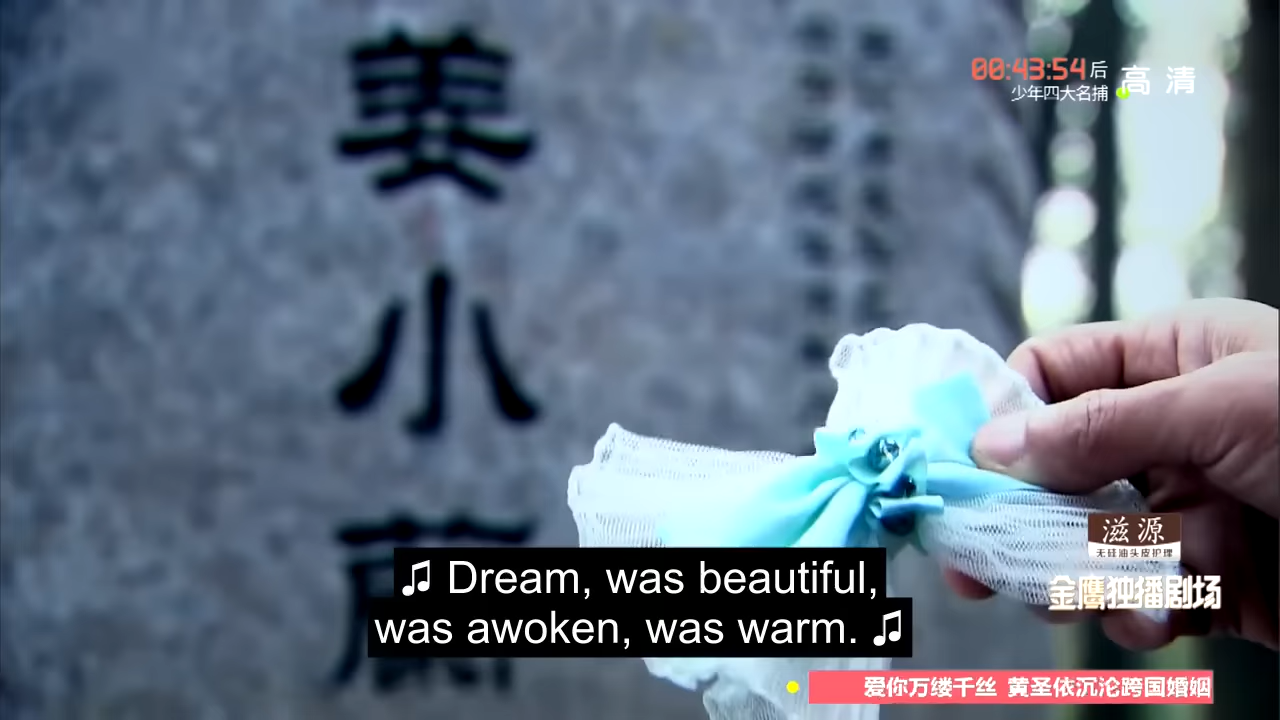 姜
小
00:43:54后
少年四大名捕
高清
滋源
无硅油头皮护理
金鹰独播剧场
♫ Dream, was beautiful,
was awoken, was warm. ♫
爱你万缕千丝 黄圣依沉沦跨国婚姻